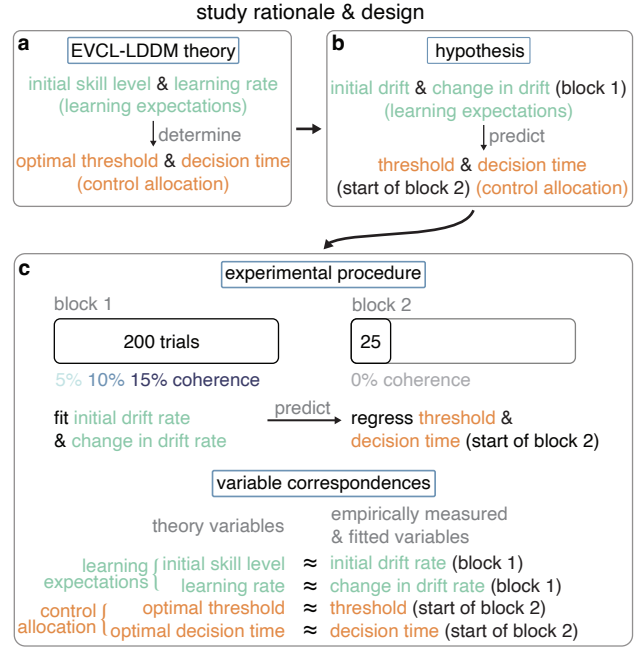 study rationale & design
a
EVCL-LDDM theory
initial skill level & learning rate
(learning expectations)
determine
optimal threshold & decision time
(control allocation)
b
hypothesis
initial drift & change in drift (block 1)
(learning expectations)
predict
threshold & decision time
(start of block 2) (control allocation)
c
experimental procedure
block 1
200 trials
5% 10% 15% coherence
fit initial drift rate
& change in drift rate
predict
block 2
25
0% coherence
regress threshold &
decision time (start of block 2)
variable correspondences
theory variables
empirically measured
& fitted variables
learning
expectations
initial skill level ≈ initial drift rate (block 1)
learning rate ≈ change in drift rate (block 1)
control
allocation
optimal threshold ≈ threshold (start of block 2)
optimal decision time ≈ decision time (start of block 2)